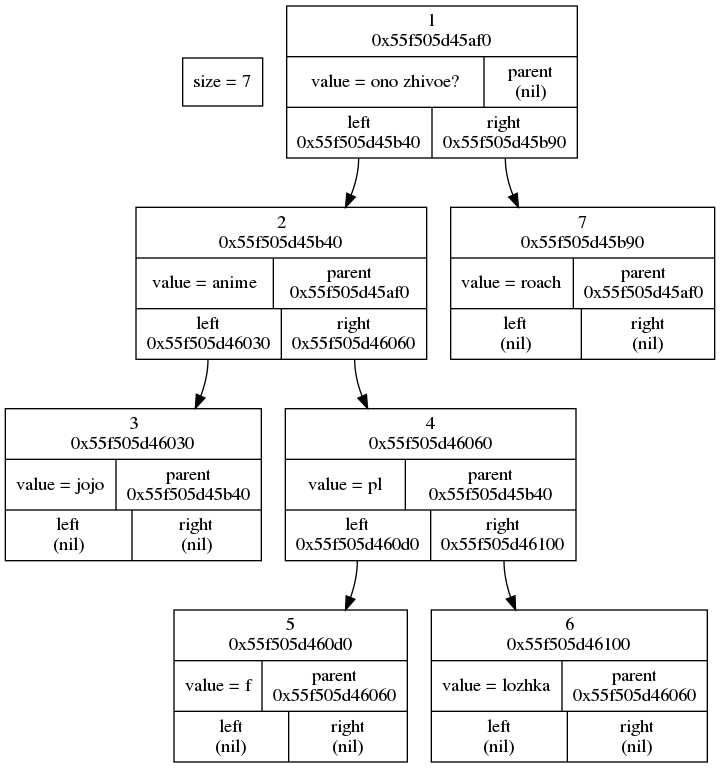 1
0x55f505d45af0
size = 7
value = ono zhivoe?
parent
(nil)
left
0x55f505d45b40
right
0x55f505d45b90
2
0x55f505d45b40
value = anime
parent
0x55f505d45af0
left
0x55f505d46030
right
0x55f505d46060
7
0x55f505d45b90
value = roach
parent
0x55f505d45af0
left
(nil)
right
(nil)
3
0x55f505d46030
value = jojo
parent
0x55f505d45b40
left
(nil)
right
(nil)
4
0x55f505d46060
value = pl
parent
0x55f505d45b40
left
0x55f505d460d0
right
0x55f505d46100
5
0x55f505d460d0
value = f
parent
0x55f505d46060
left
(nil)
right
(nil)
6
0x55f505d46100
value = lozhka
parent
0x55f505d46060
left
(nil)
right
(nil)